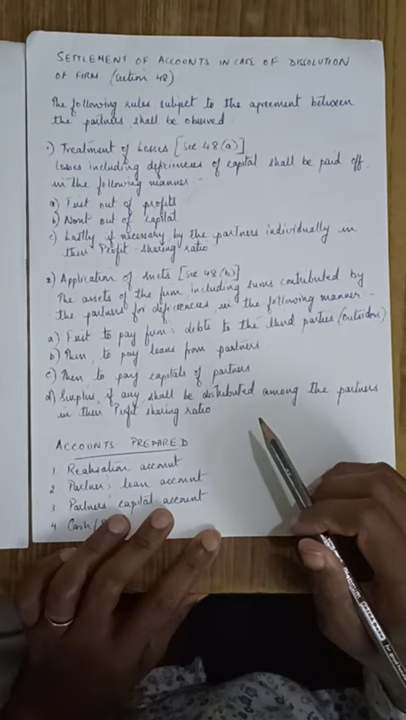 SETTLEMENT OF ACCOUNTS IN CASE OF DISSOLUTION
OF FIRM (Section 48)
The following rules subject to the agreement between
the partners shall be observed
1) Treatment of Losses [Sec 48(a)]
Losses including deficiencies of capital shall be paid off
in the following manner:-
a) First out of profits
b) Next out of capital
c) Lastly if necessary by the partners individually in
their Profit-sharing ratio
2) Application of Assets [Sec 48(b)]
The assets of the firm including sums contributed by
the partners for deficiencies, in the following manner:-
a) First to pay firm's debts to the third parties (outsiders)
b) Then, to pay loans from partners
c) Then to pay capitals of partners
d) Surplus, if any shall be distributed among the partners
in their Profit sharing ratio
ACCOUNTS PREPARED
1. Realisation account
2 Partner's loan account
3 Partners' capital account
4 Cash/